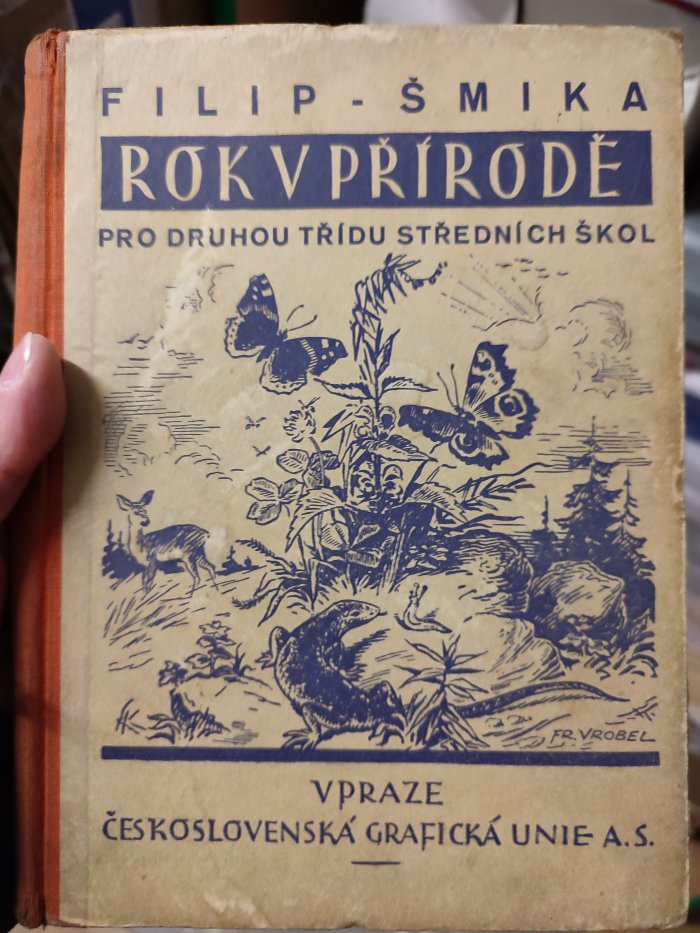 FILIP - ŠMIKA
ROK V PŘÍRODĚ
PRO DRUHOU TŘÍDU STŘEDNÍCH ŠKOL
FR. VROBEL
V PRAZE
ČESKOSLOVENSKÁ GRAFICKÁ UNIE A.S.